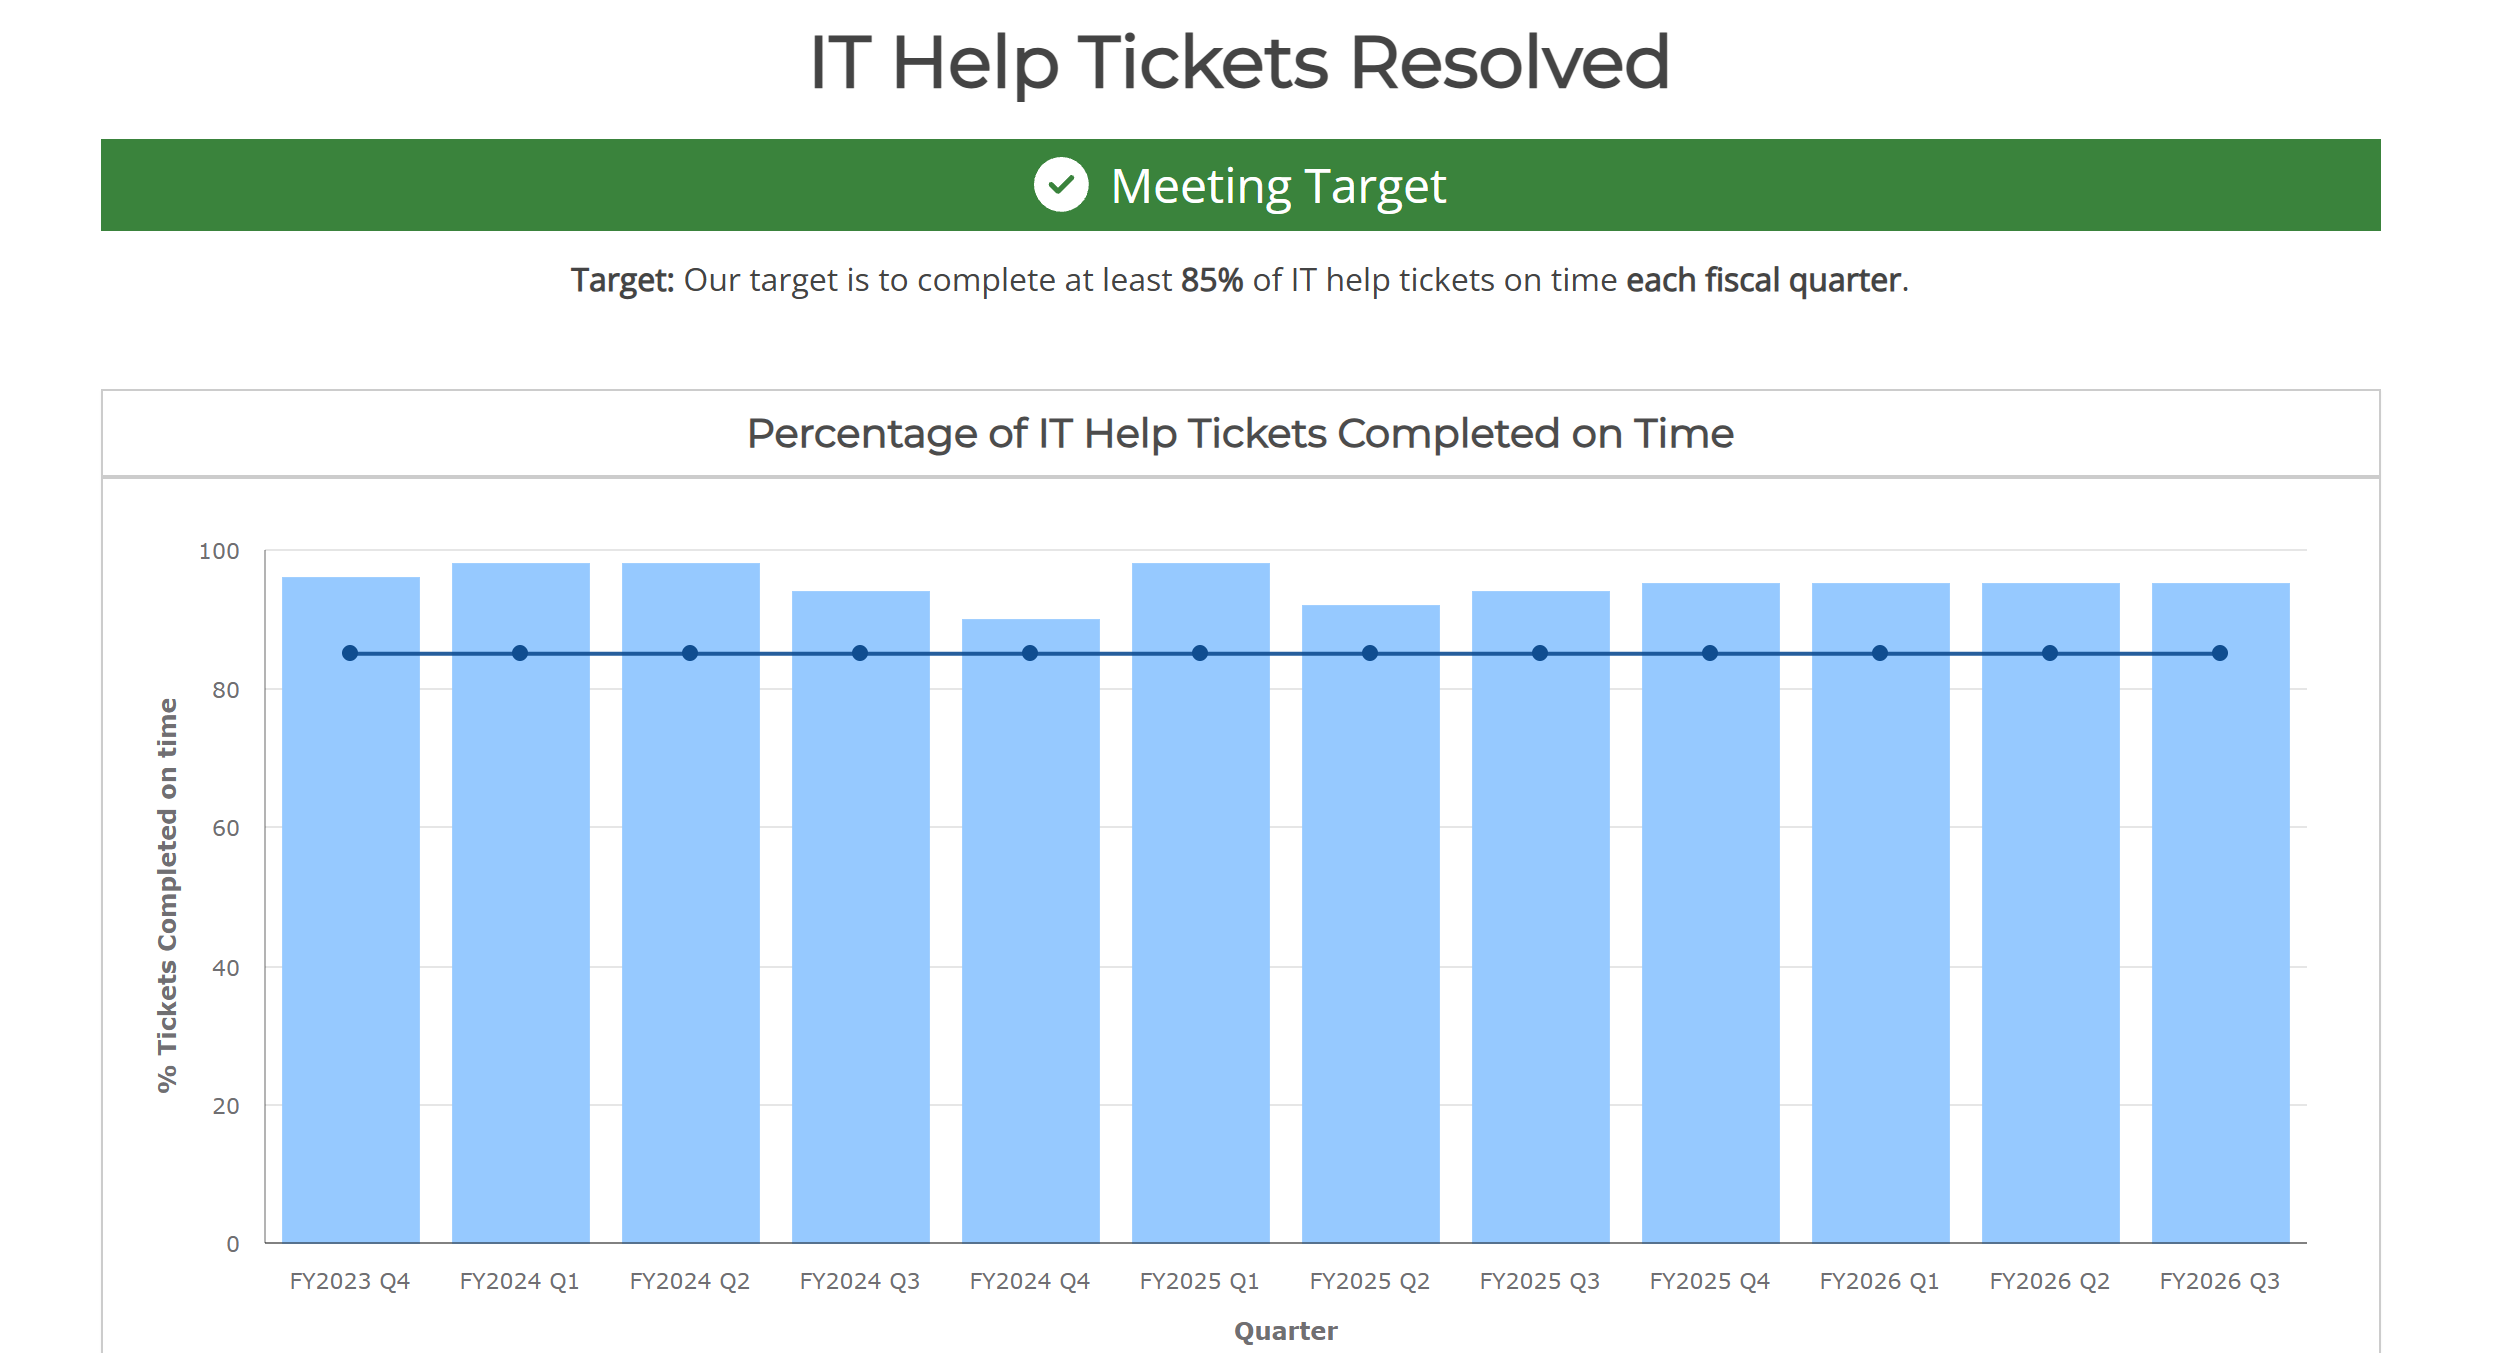 IT Help Tickets Resolved
Meeting Target
Target: Our target is to complete at least 85% of IT help tickets on time each fiscal quarter.
Percentage of IT Help Tickets Completed on Time
% Tickets Completed on time
100
80
60
40
20
0
FY2023 Q4 FY2024 Q1 FY2024 Q2 FY2024 Q3 FY2024 Q4 FY2025 Q1 FY2025 Q2 FY2025 Q3 FY2025 Q4 FY2026 Q1 FY2026 Q2 FY2026 Q3
Quarter